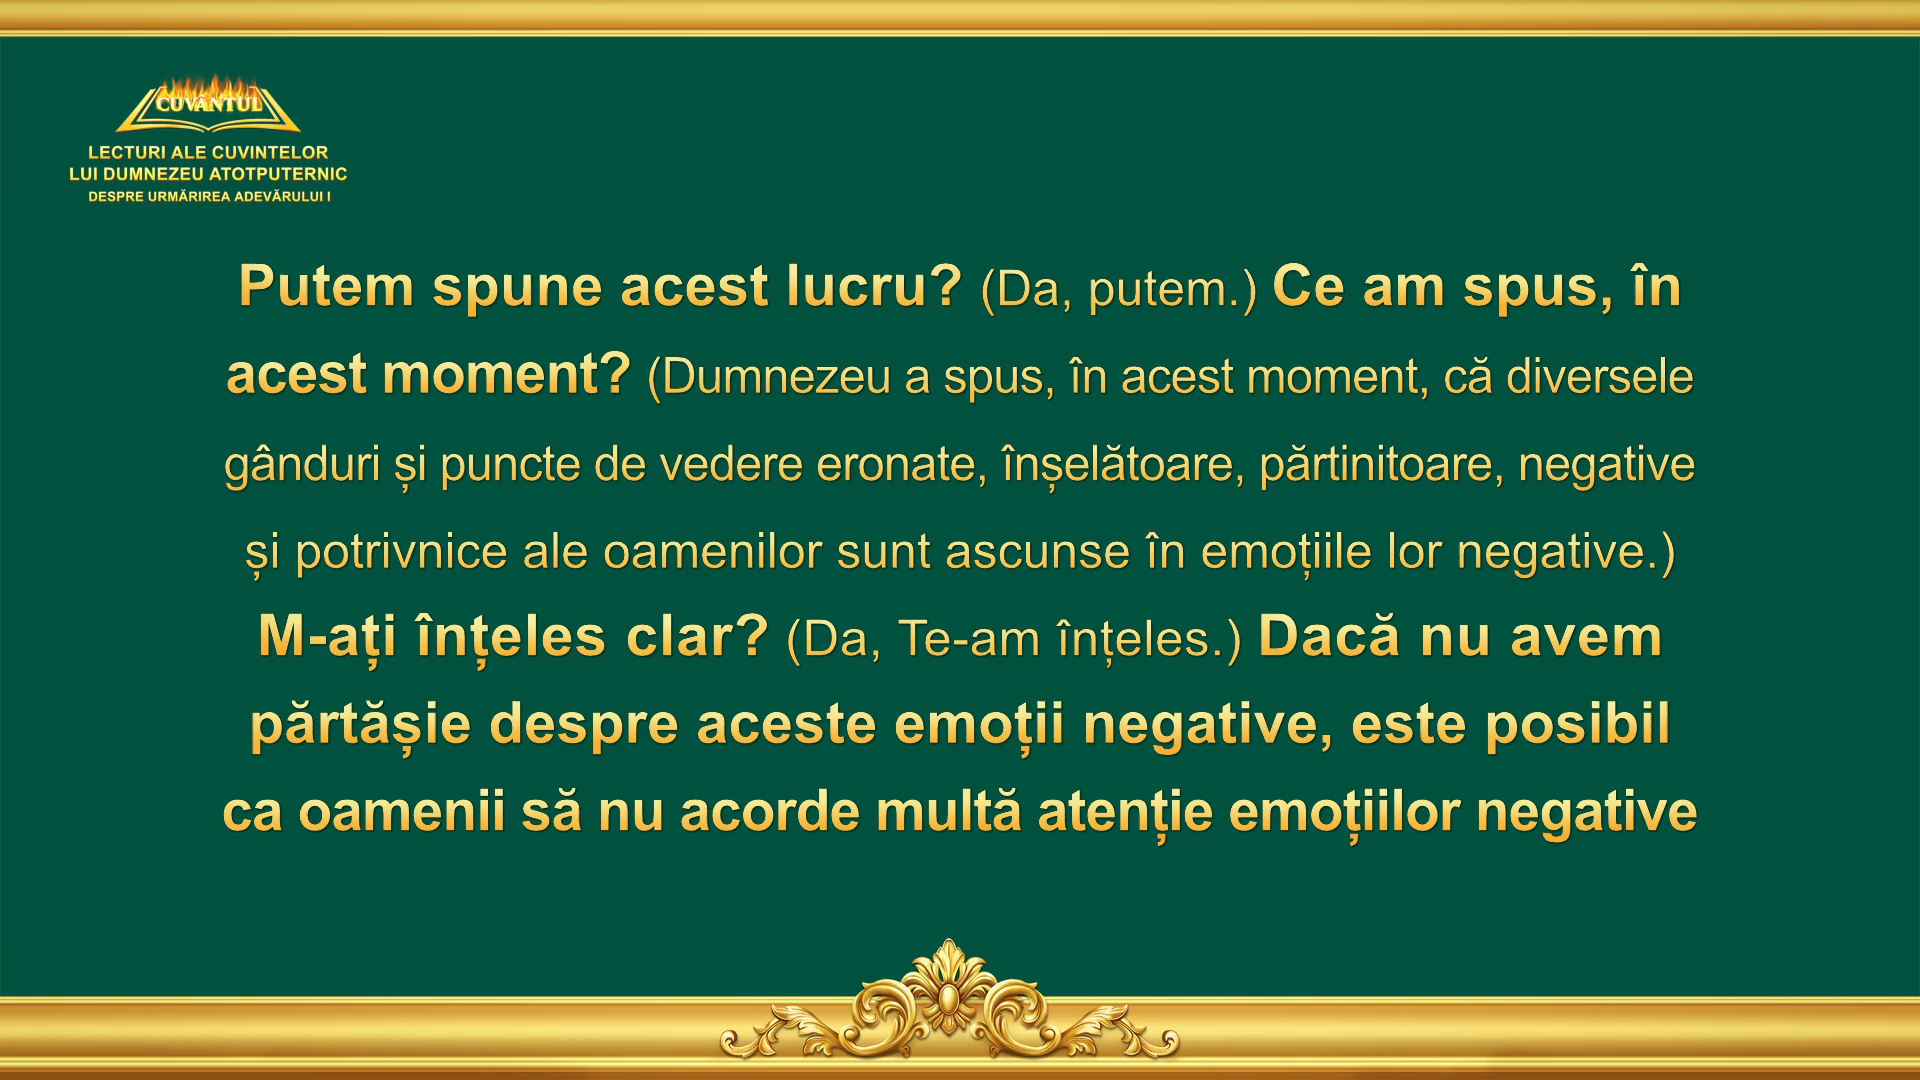 CUVÂNTUL
LECTURI ALE CUVINTELOR
LUI DUMNEZEU ATOTPUTERNIC
DESPRE URMĂRIREA ADEVĂRULUI I
Putem spune acest lucru? (Da, putem.) Ce am spus, în
acest moment? (Dumnezeu a spus, în acest moment, că diversele
gânduri și puncte de vedere eronate, înșelătoare, părtinitoare, negative
și potrivnice ale oamenilor sunt ascunse în emoțiile lor negative.)
M-ați înțeles clar? (Da, Te-am înțeles.) Dacă nu avem
părtășie despre aceste emoții negative, este posibil
ca oamenii să nu acorde multă atenție emoțiilor negative